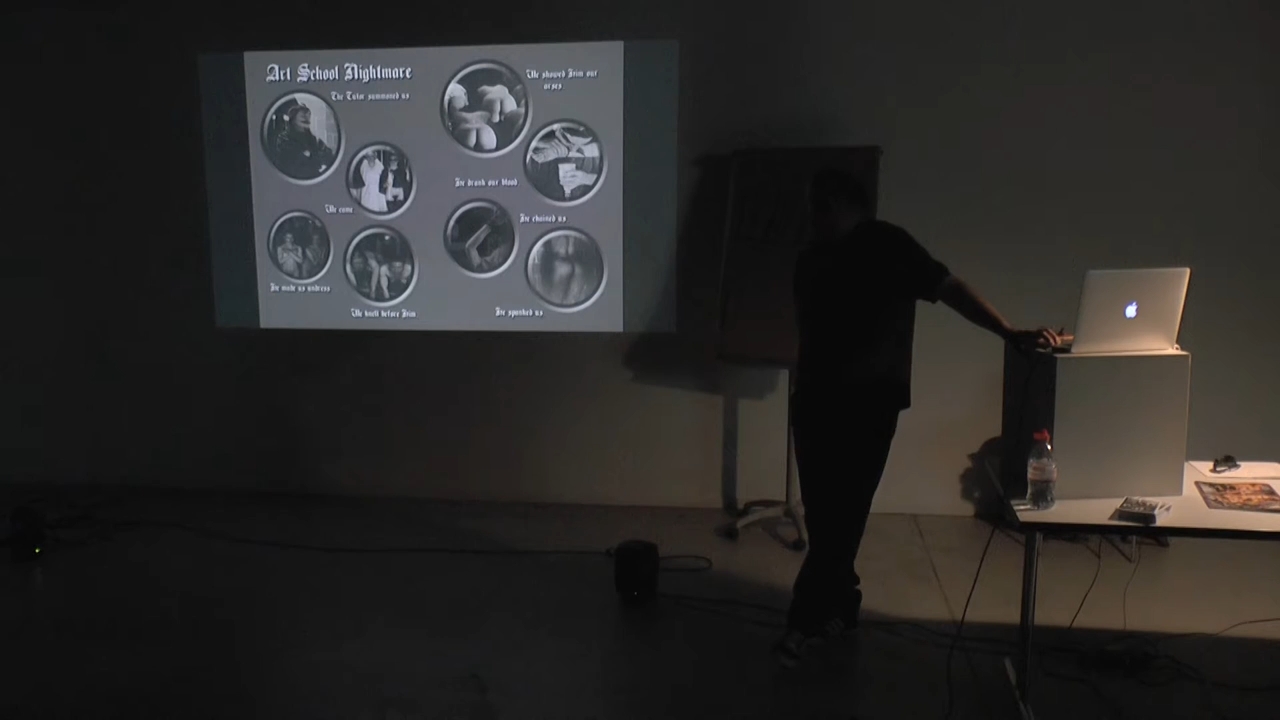 Art School Nightmare
The Tutor summoned us
We came
He made us undress
We knelt before Him
We showed Him our
arses
He drank our blood
He chained us
He spanked us